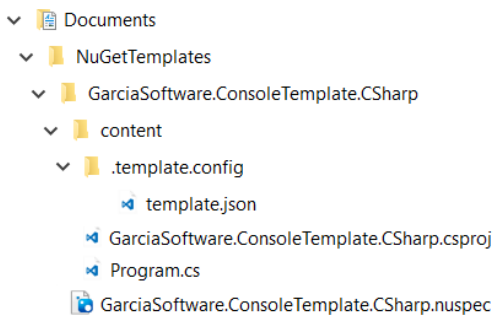 Documents
NuGetTemplates
GarciaSoftware.ConsoleTemplate.CSharp
content
.template.config
template.json
GarciaSoftware.ConsoleTemplate.CSharp.csproj
Program.cs
GarciaSoftware.ConsoleTemplate.CSharp.nuspec